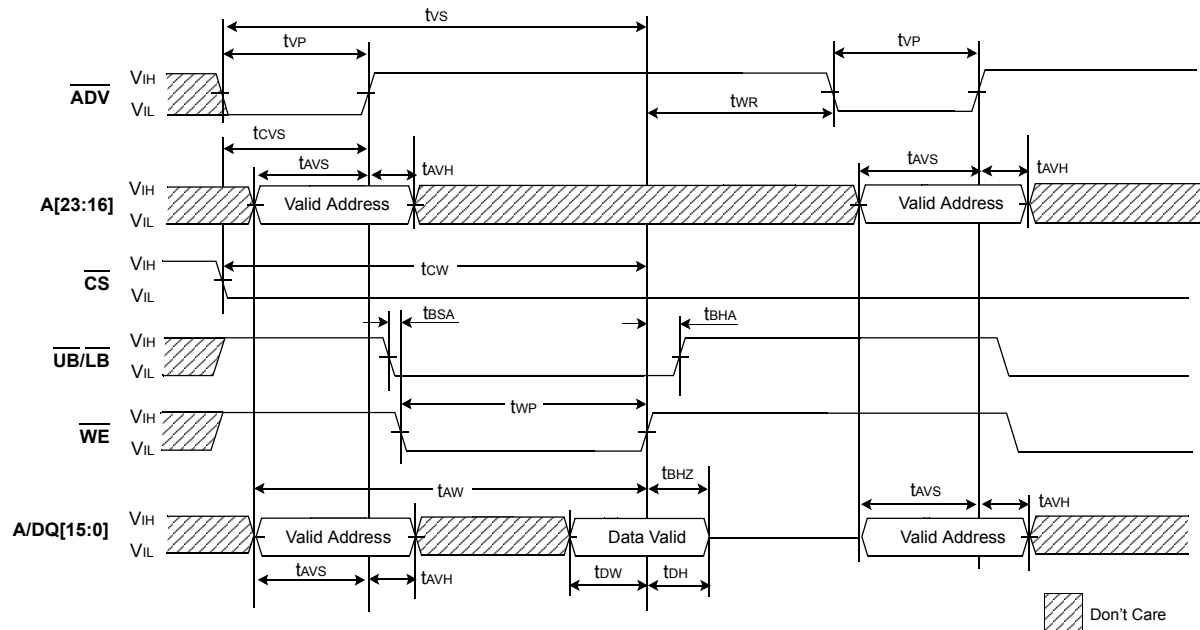 tVS
tVP
tVP
VIH
ADV
VIL
tWR
tCVS
tAVS
tAVH
tAVS
tAVH
VIH
A[23:16]
Valid Address
Valid Address
VIL
VIH
CS
tCW
VIL
tBSA
tBHA
VIH
UB/LB
VIL
tWP
VIH
WE
VIL
tAW
tBHZ
tAVS
tAVH
VIH
A/DQ[15:0]
Valid Address
Data Valid
Valid Address
VIL
tAVS
tAVH
tDW
tDH
Don't Care